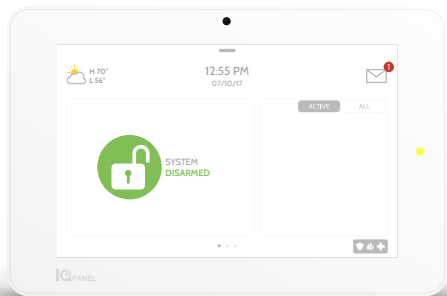 H 70°
L 56°
12:55 PM
07/10/17
1
ACTIVE
ALL
SYSTEM
DISARMED
IQ PANEL